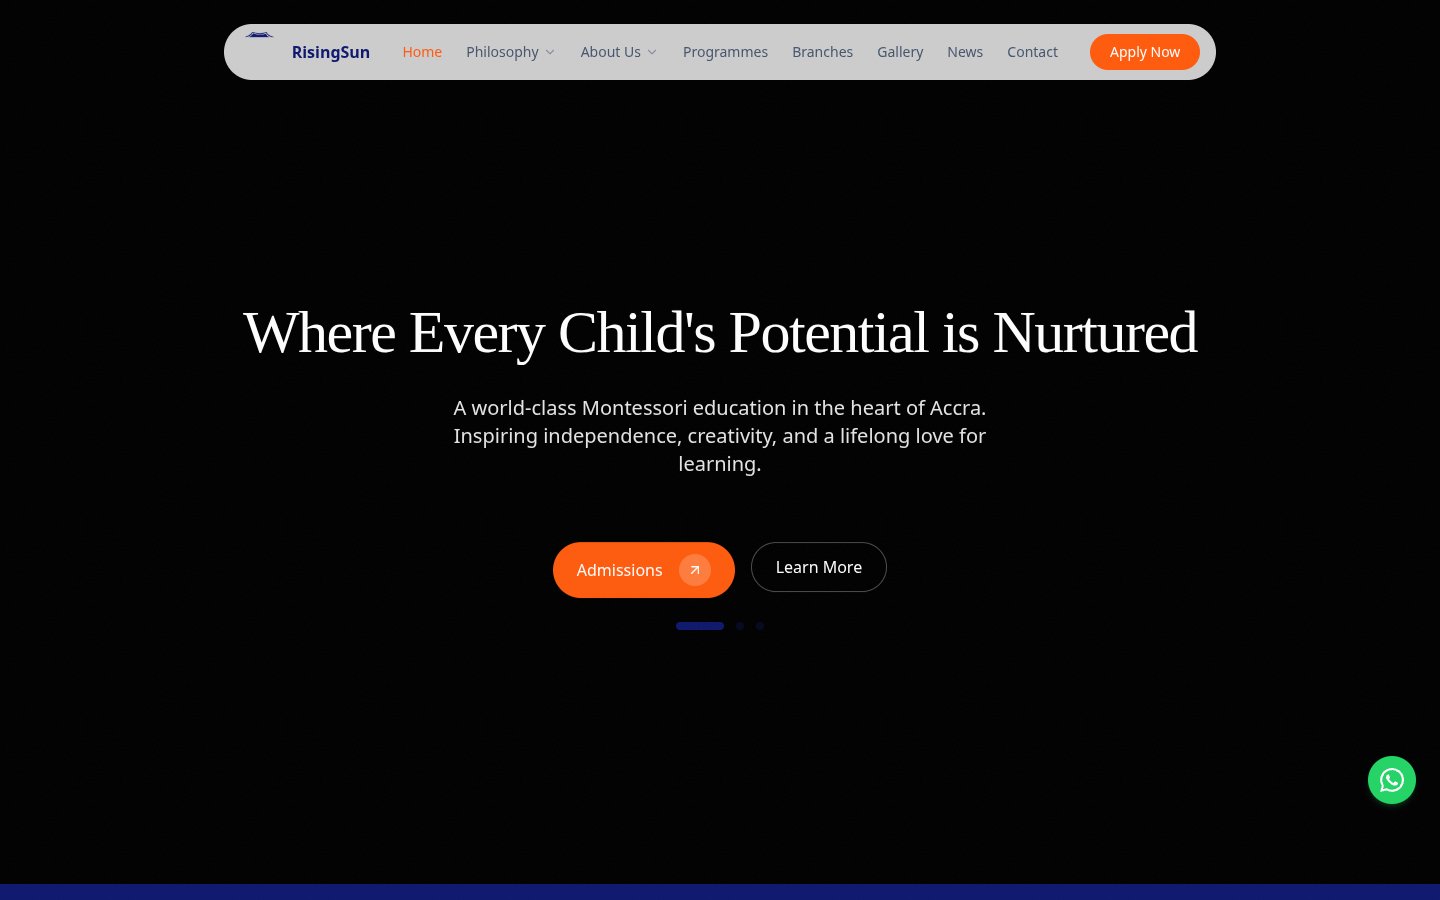 RisingSun
Home
Philosophy
About Us
Programmes
Branches
Gallery
News
Contact
Apply Now
Where Every Child's Potential is Nurtured
A world-class Montessori education in the heart of Accra.
Inspiring independence, creativity, and a lifelong love for
learning.
Admissions
Learn More